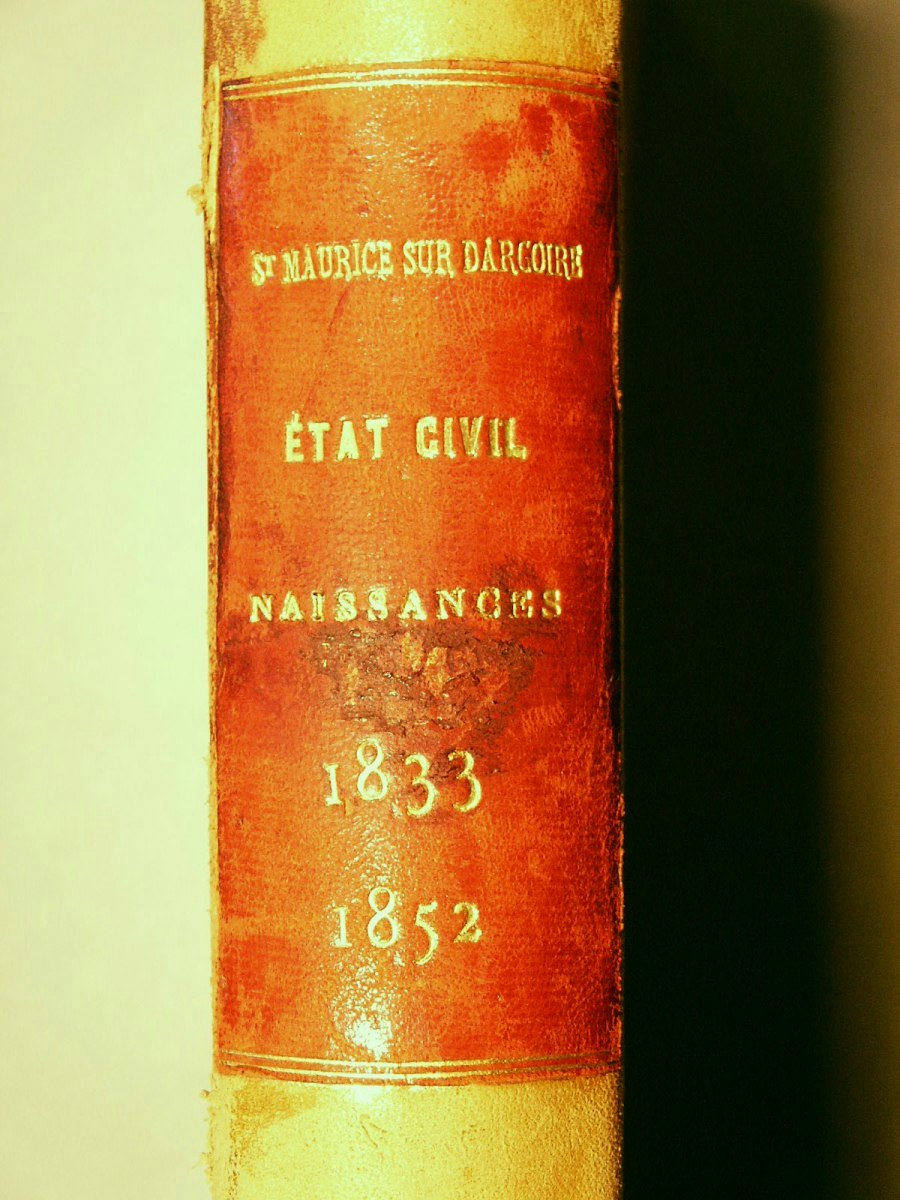 ST MAURICE SUR DARGOIRE
ÉTAT CIVIL
NAISSANCES
1833
1852